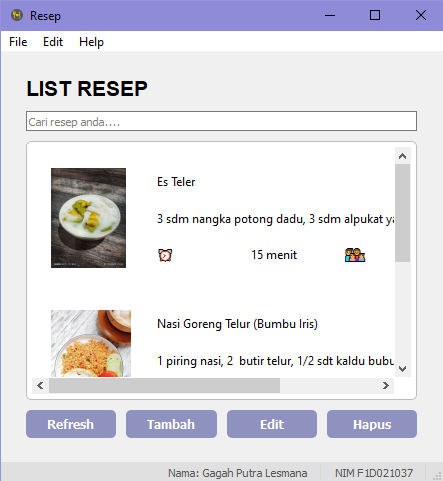 Resep
File Edit Help
LIST RESEP
Cari resep anda....
Es Teler
3 sdm nangka potong dadu, 3 sdm alpukat ya
15 menit
Nasi Goreng Telur (Bumbu Iris)
1 piring nasi, 2 butir telur, 1/2 sdt kaldu bubu
Refresh Tambah Edit Hapus
Nama: Gagah Putra Lesmana NIM F1D021037